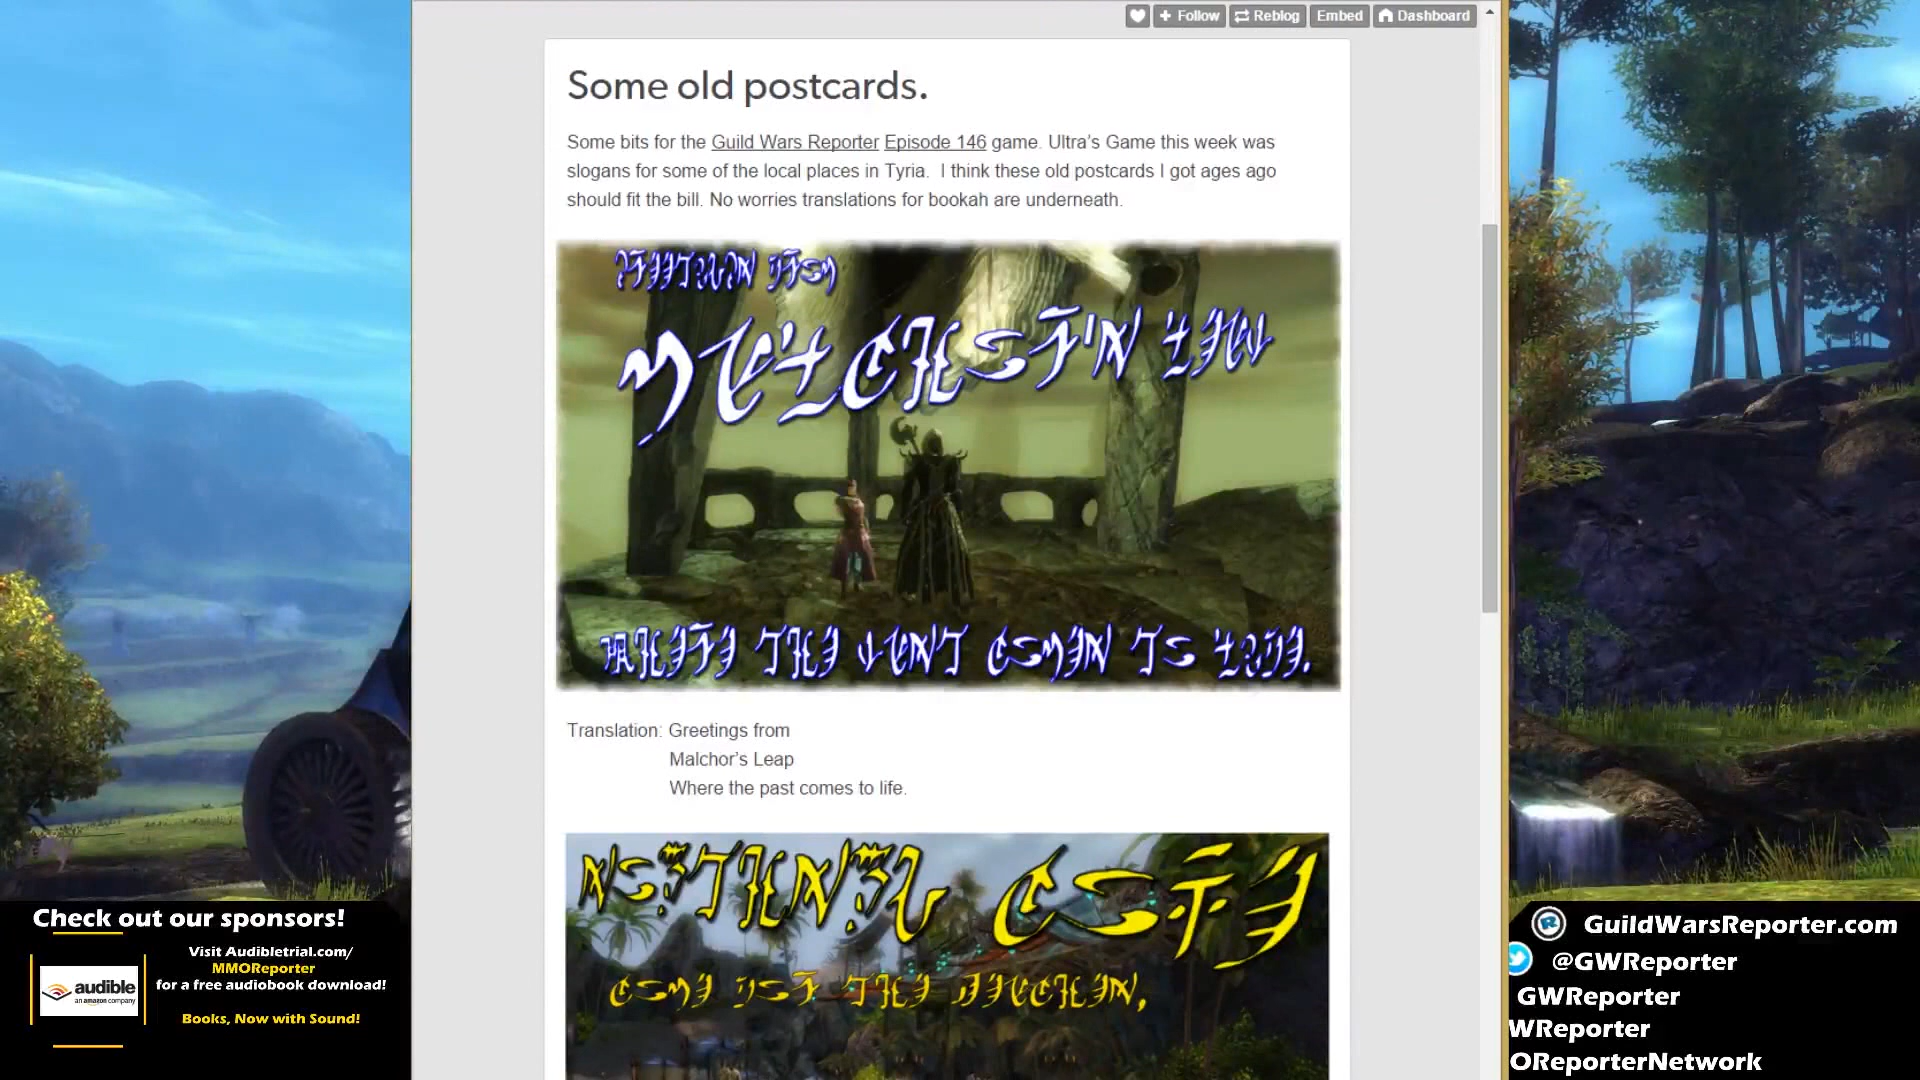 Follow
Reblog
Embed
Dashboard
Some old postcards.
Some bits for the Guild Wars Reporter Episode 146 game. Ultra's Game this week was
slogans for some of the local places in Tyria.  I think these old postcards I got ages ago
should fit the bill. No worries translations for bookah are underneath.
Translation: Greetings from
Malchor's Leap
Where the past comes to life.
Check out our sponsors!
audible
an amazon company
Visit Audibletrial.com/
MMOReporter
for a free audiobook download!
Books, Now with Sound!
GuildWarsReporter.com
@GWReporter
GWReporter
WReporter
OReporterNetwork